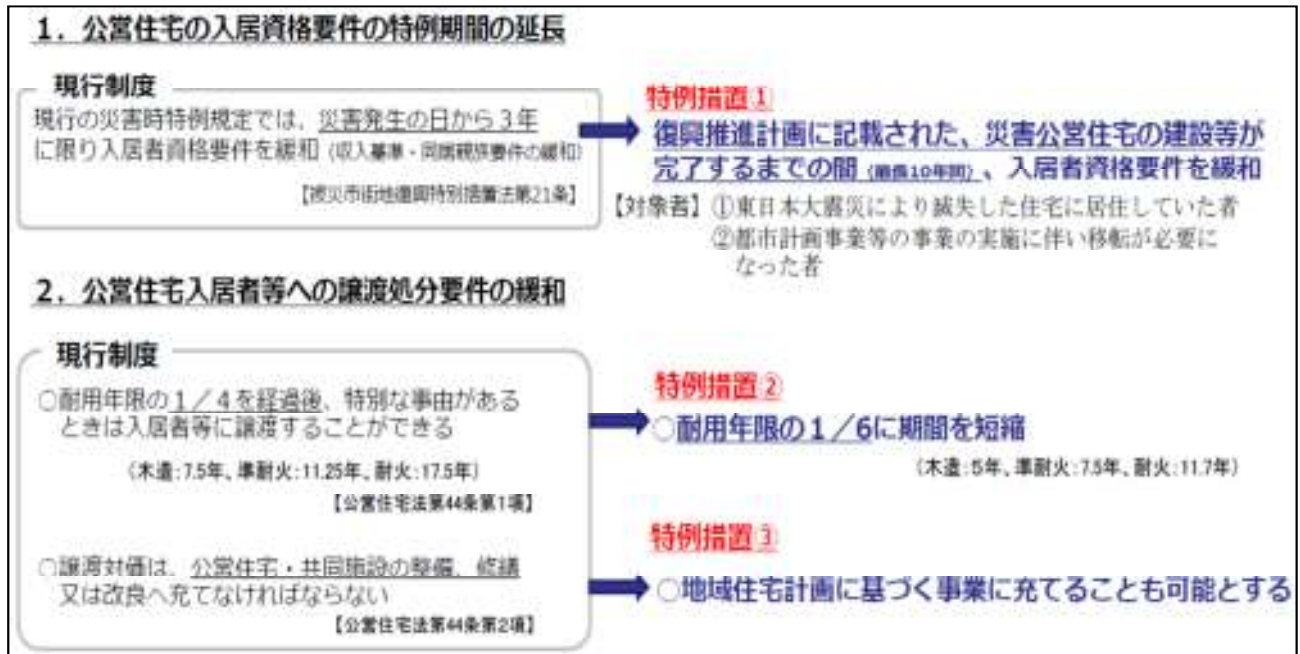 １．公営住宅の入居資格要件の特例期間の延長
現行制度
現行の災害時特例規定では、災害発生の日から３年
に限り入居者資格要件を緩和（収入基準・同居親族要件の緩和）
【被災市街地復興特別措置法第21条】
特例措置①
復興推進計画に記載された、災害公営住宅の建設等が
完了するまでの間（最長10年間）、入居者資格要件を緩和
【対象者】①東日本大震災により滅失した住宅に居住していた者
②都市計画事業等の事業の実施に伴い移転が必要に
なった者
２．公営住宅入居者等への譲渡処分要件の緩和
現行制度
○耐用年限の１／４を経過後、特別な事由がある
ときは入居者等に譲渡することができる
（木造：7.5年、準耐火：11.25年、耐火：17.5年）
【公営住宅法第44条第1項】
特例措置②
○耐用年限の１／６に期間を短縮
（木造：5年、準耐火：7.5年、耐火：11.7年）
○譲渡対価は、公営住宅・共同施設の整備、修繕
又は改良へ充てなければならない
【公営住宅法第44条第2項】
特例措置③
○地域住宅計画に基づく事業に充てることも可能とする